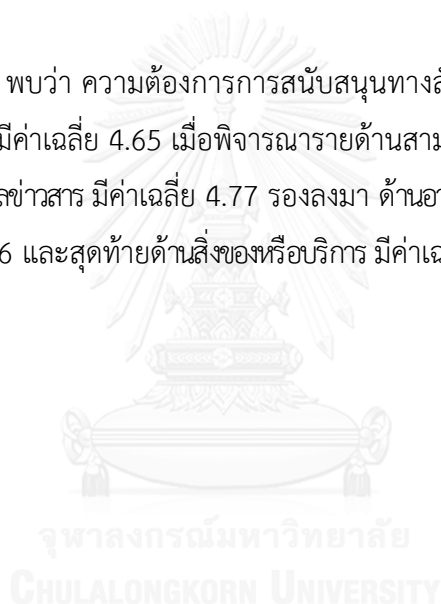 พบว่า ความต้องการการสนับสนุนทางสั
มีค่าเฉลี่ย 4.65 เมื่อพิจารณารายด้านสาม
ลข่าวสาร มีค่าเฉลี่ย 4.77 รองลงมา ด้านอา
6 และสุดท้ายด้านสิ่งของหรือบริการ มีค่าเฉ
จุฬาลงกรณ์มหาวิทยาลัย
CHULALONGKORN UNIVERSITY